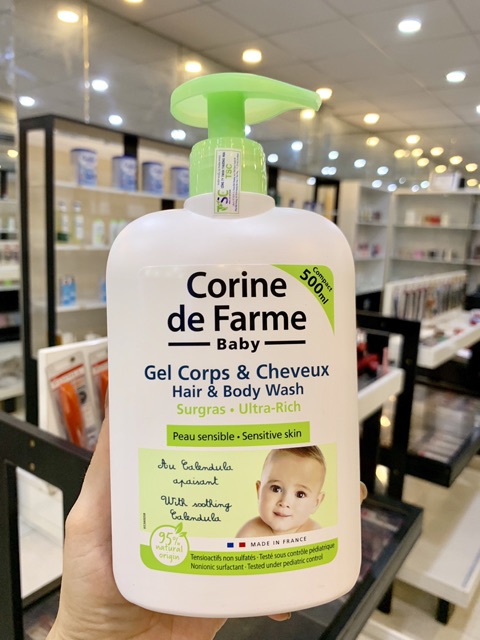 TSC
Compact
500ml
Corine
de Farme
Baby
Gel Corps & Cheveux
Hair & Body Wash
Surgras • Ultra-Rich
Peau sensible • Sensitive skin
Au Calendula
apaisant
With soothing
Calendula
95%
natural
origin
MADE IN FRANCE
Tensioactifs non sulfatés • Testé sous contrôle pédiatrique
Nonionic surfactant • Tested under pediatric control